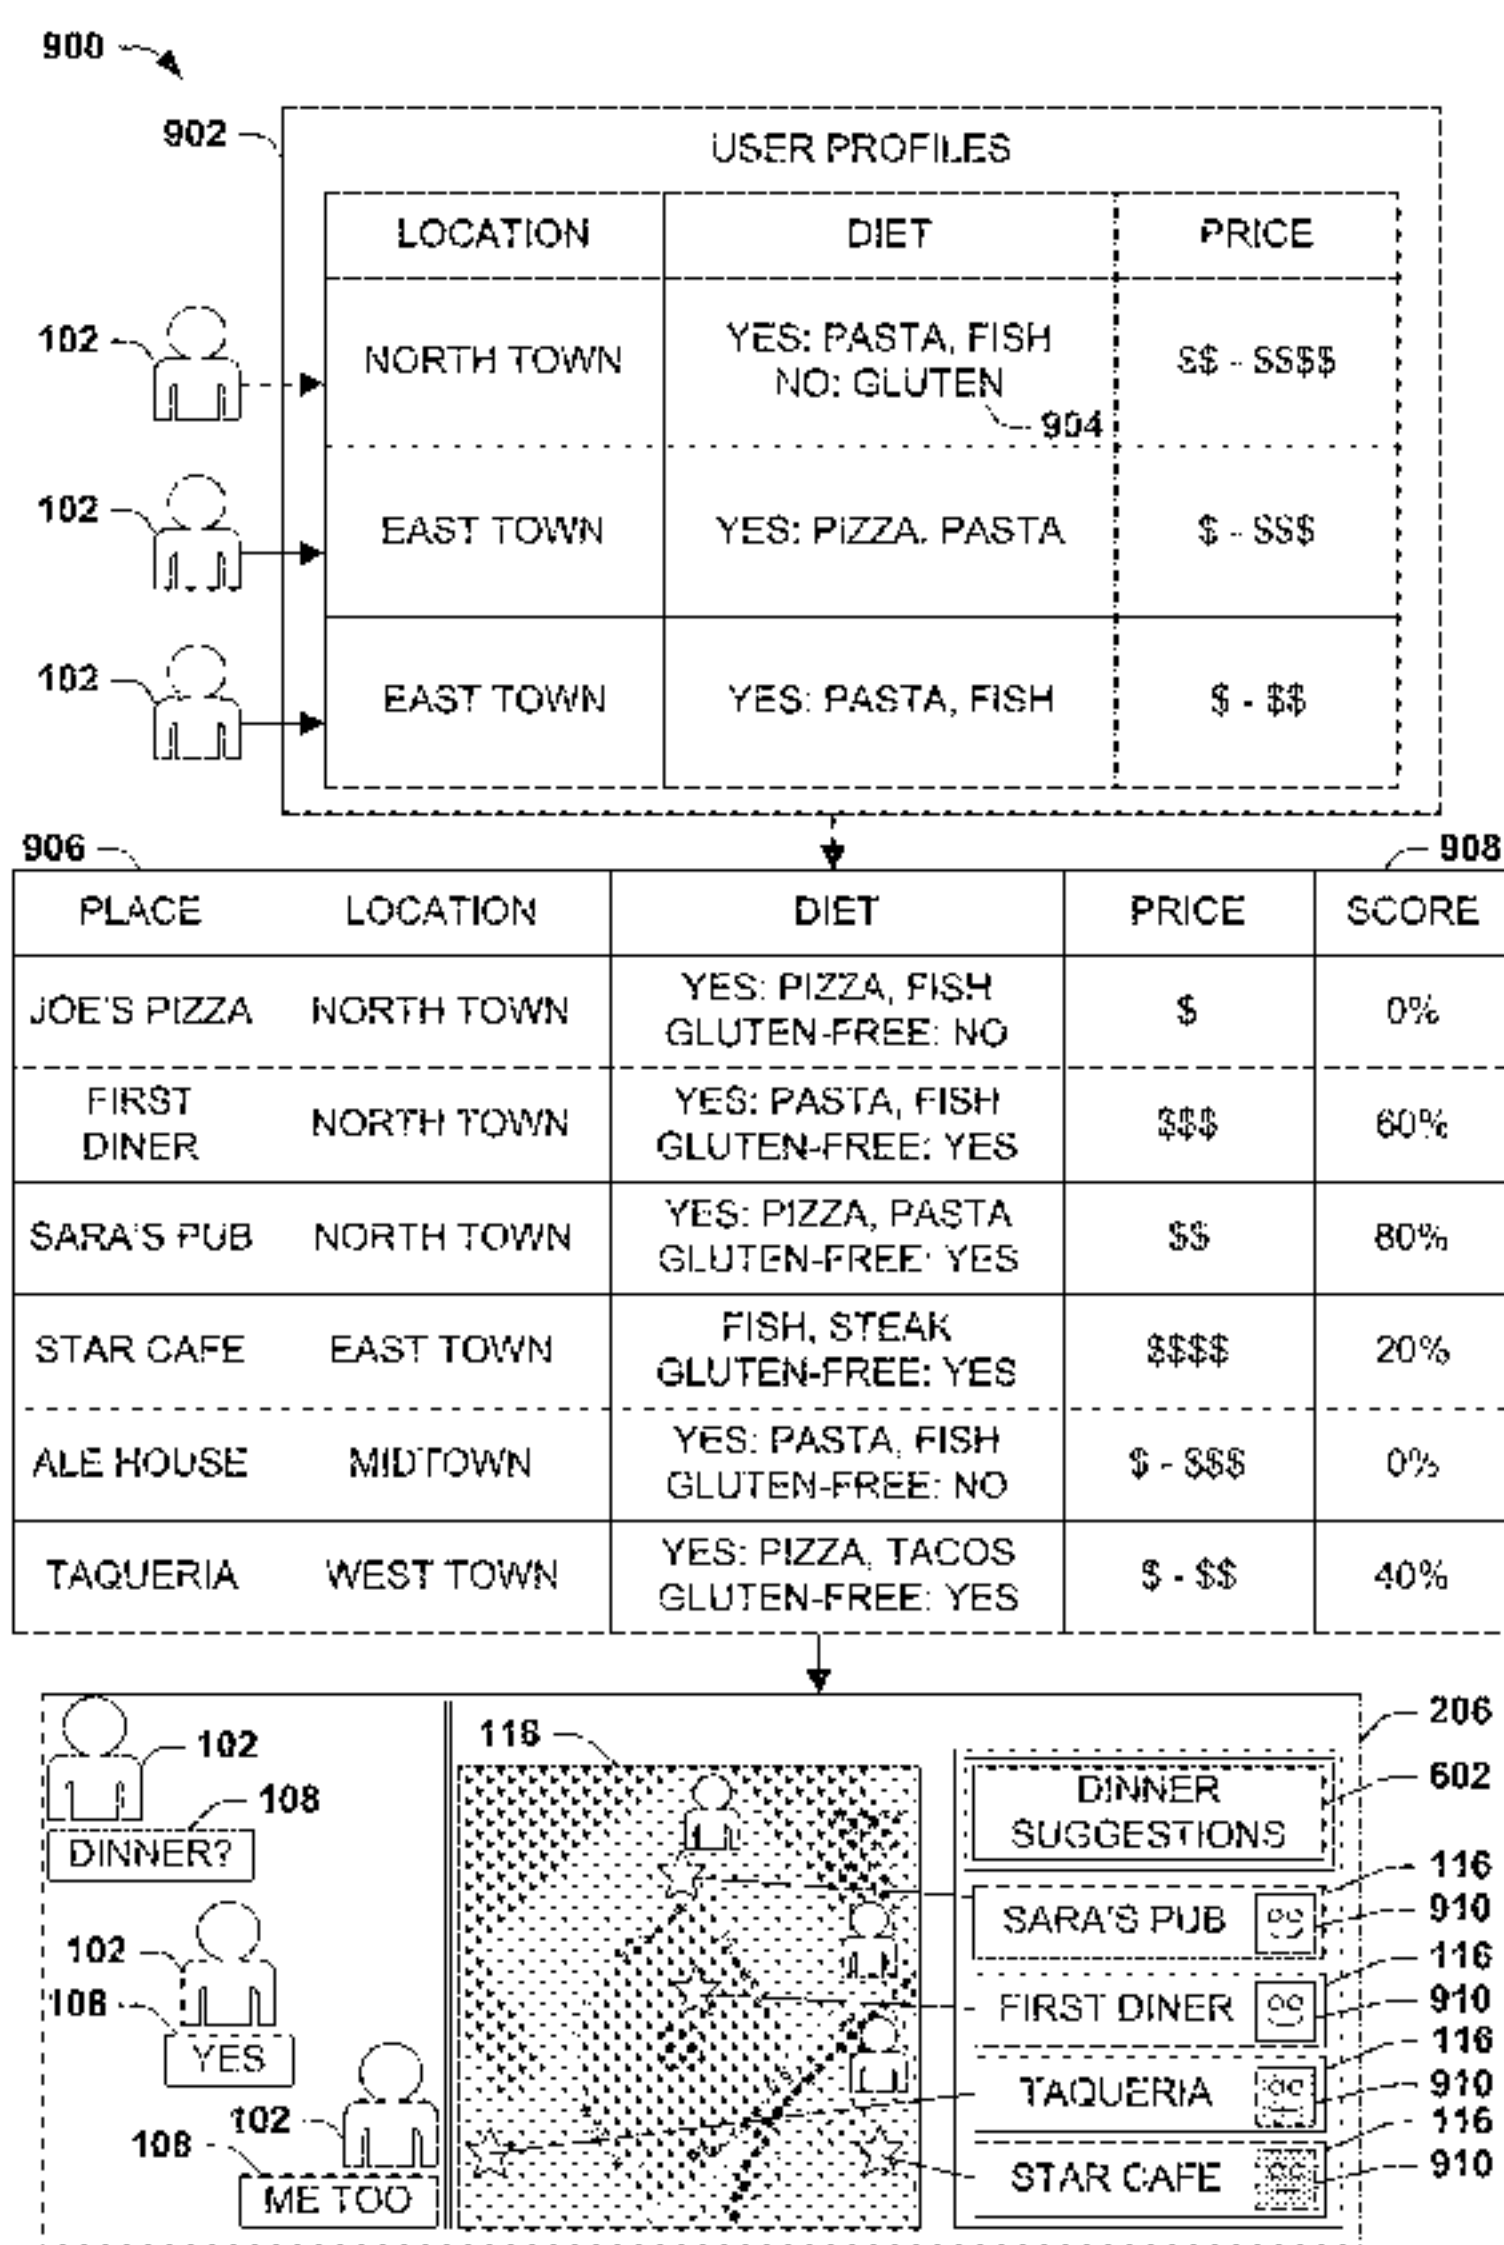 900
902
USER PROFILES
LOCATION DIET PRICE
102
NORTH TOWN
YES: PASTA, FISH
NO: GLUTEN
904
$$ - $$$$
102
EAST TOWN
YES: PIZZA, PASTA
$ - $$$
102
EAST TOWN
YES: PASTA, FISH
$ - $$
906
908
PLACE LOCATION DIET PRICE SCORE
JOE'S PIZZA
NORTH TOWN
YES: PIZZA, FISH
GLUTEN-FREE: NO
$
0%
FIRST
DINER
NORTH TOWN
YES: PASTA, FISH
GLUTEN-FREE: YES
$$$
60%
SARA'S PUB
NORTH TOWN
YES: PIZZA, PASTA
GLUTEN-FREE: YES
$$
80%
STAR CAFE
EAST TOWN
FISH, STEAK
GLUTEN-FREE: YES
$$$$
20%
ALE HOUSE
MIDTOWN
YES: PASTA, FISH
GLUTEN-FREE: NO
$ - $$$
0%
TAQUERIA
WEST TOWN
YES: PIZZA, TACOS
GLUTEN-FREE: YES
$ - $$
40%
102
108
DINNER?
102
108
YES
102
108
ME TOO
116
206
602
DINNER
SUGGESTIONS
116
SARA'S PUB
910
116
FIRST DINER
910
116
TAQUERIA
910
116
STAR CAFE
910